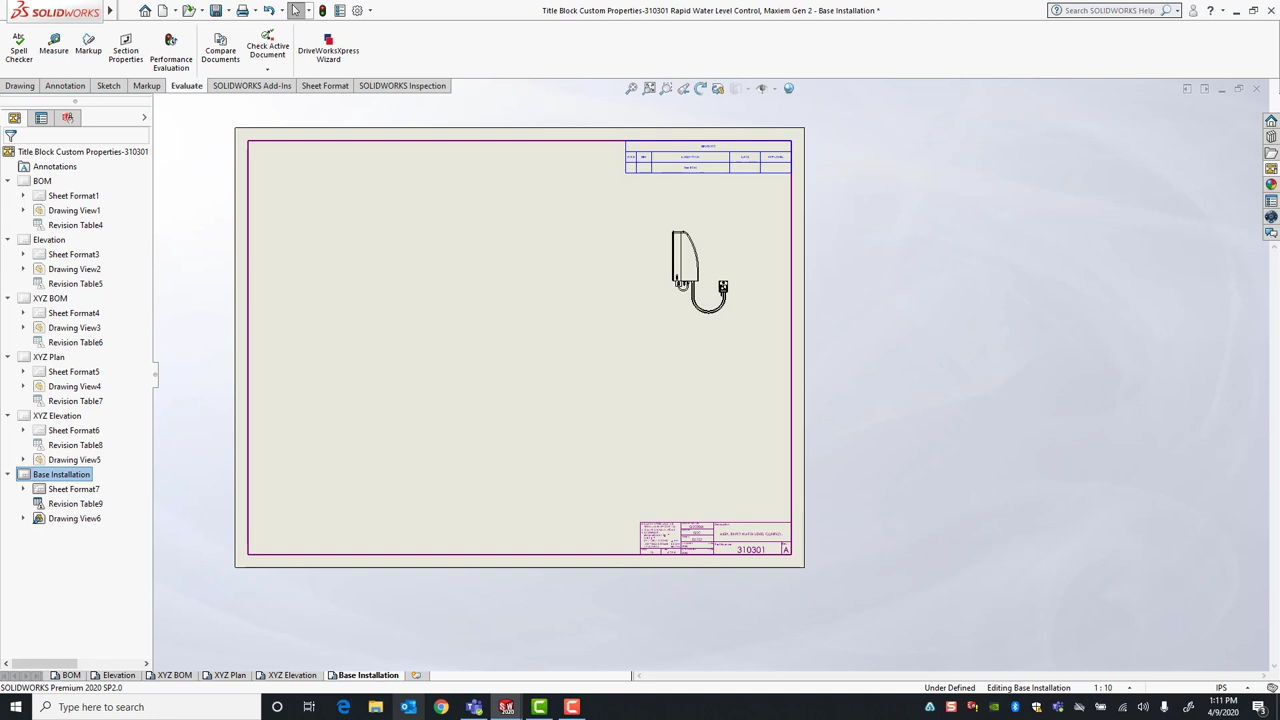 SOLIDWORKS
Title Block Custom Properties-310301 Rapid Water Level Control, Maxiem Gen 2 - Base Installation *
Search SOLIDWORKS Help
Spell Checker
Measure
Markup
Section Properties
Performance Evaluation
Compare Documents
Check Active Document
DriveWorksXpress Wizard
Drawing
Annotation
Sketch
Markup
Evaluate
SOLIDWORKS Add-Ins
Sheet Format
SOLIDWORKS Inspection
Title Block Custom Properties-310301
Annotations
BOM
Sheet Format1
Drawing View1
Revision Table4
Elevation
Sheet Format3
Drawing View2
Revision Table5
XYZ BOM
Sheet Format4
Drawing View3
Revision Table6
XYZ Plan
Sheet Format5
Drawing View4
Revision Table7
XYZ Elevation
Sheet Format6
Revision Table8
Drawing View5
Base Installation
Sheet Format7
Revision Table9
Drawing View6
310301
A
BOM
Elevation
XYZ BOM
XYZ Plan
XYZ Elevation
Base Installation
SOLIDWORKS Premium 2020 SP2.0
Under Defined
Editing Base Installation
1 : 10
IPS
Type here to search
1:11 PM
4/9/2020